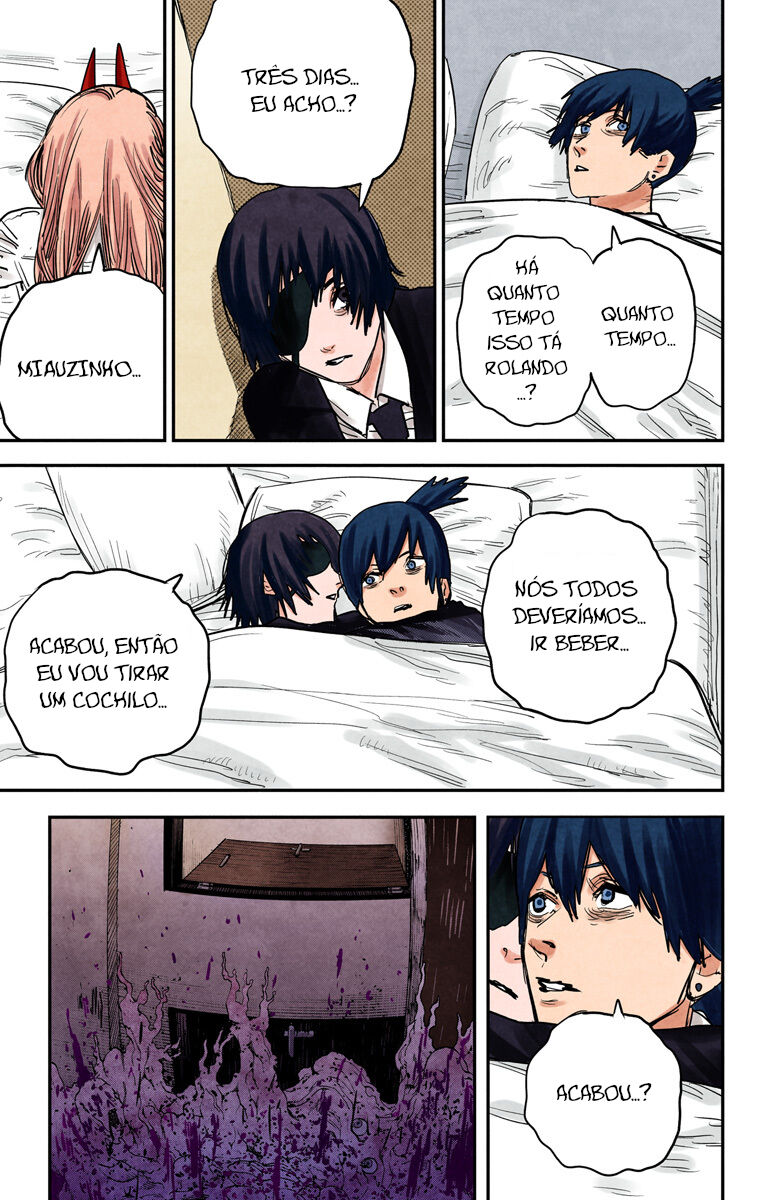 QUANTO
TEMPO...
HÁ
QUANTO
TEMPO
ISSO TÁ
ROLANDO
...?
TRÊS DIAS...
EU ACHO...?
MIAUZINHO...
NÓS TODOS
DEVERÍAMOS...
IR BEBER...
ACABOU, ENTÃO
EU VOU TIRAR
UM COCHILO...
ACABOU...?